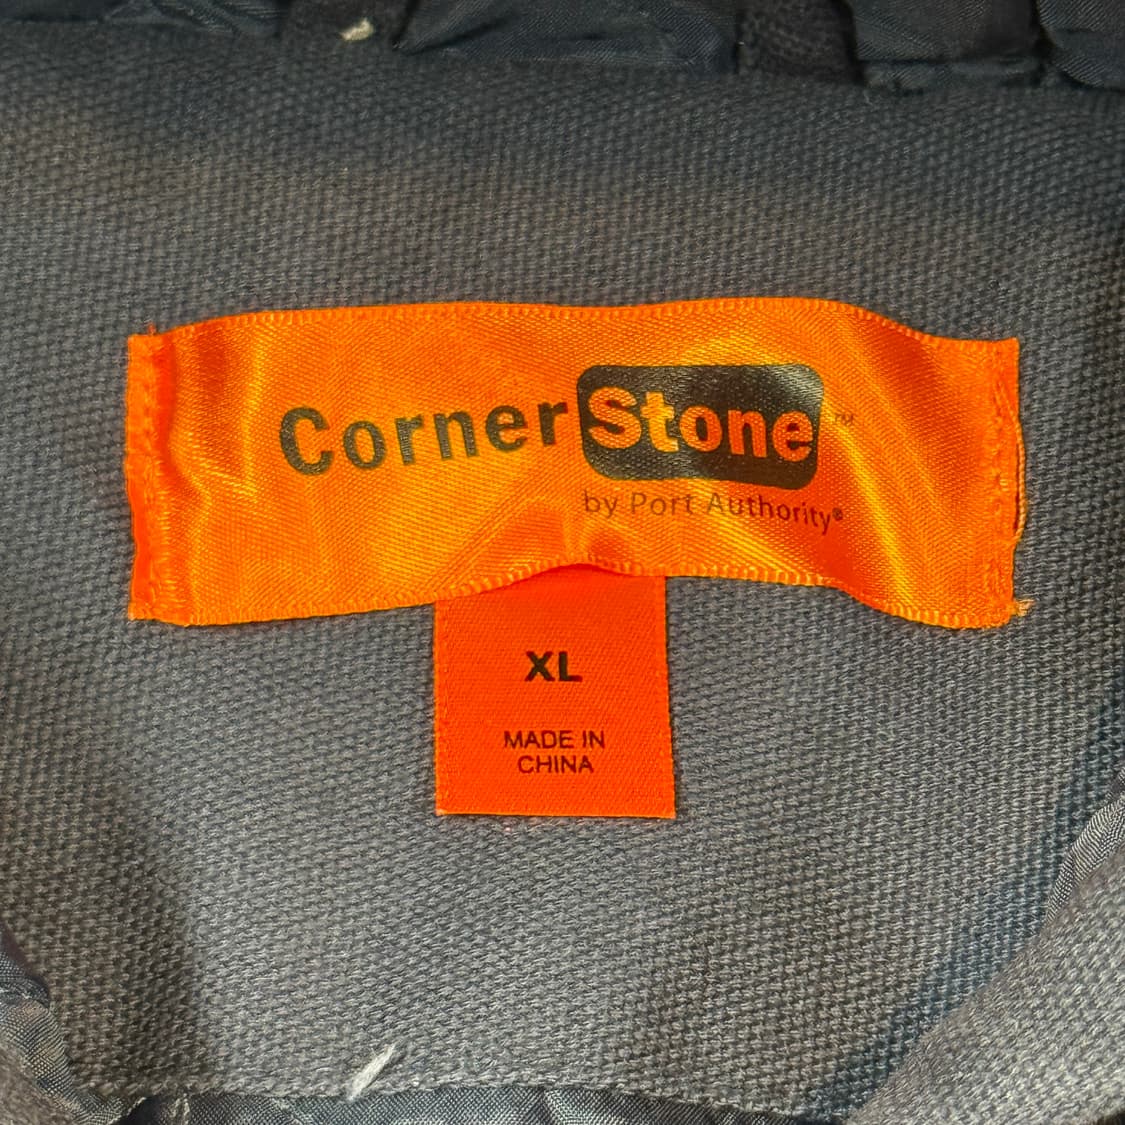 CornerStone™
by Port Authority®
XL
MADE IN
CHINA